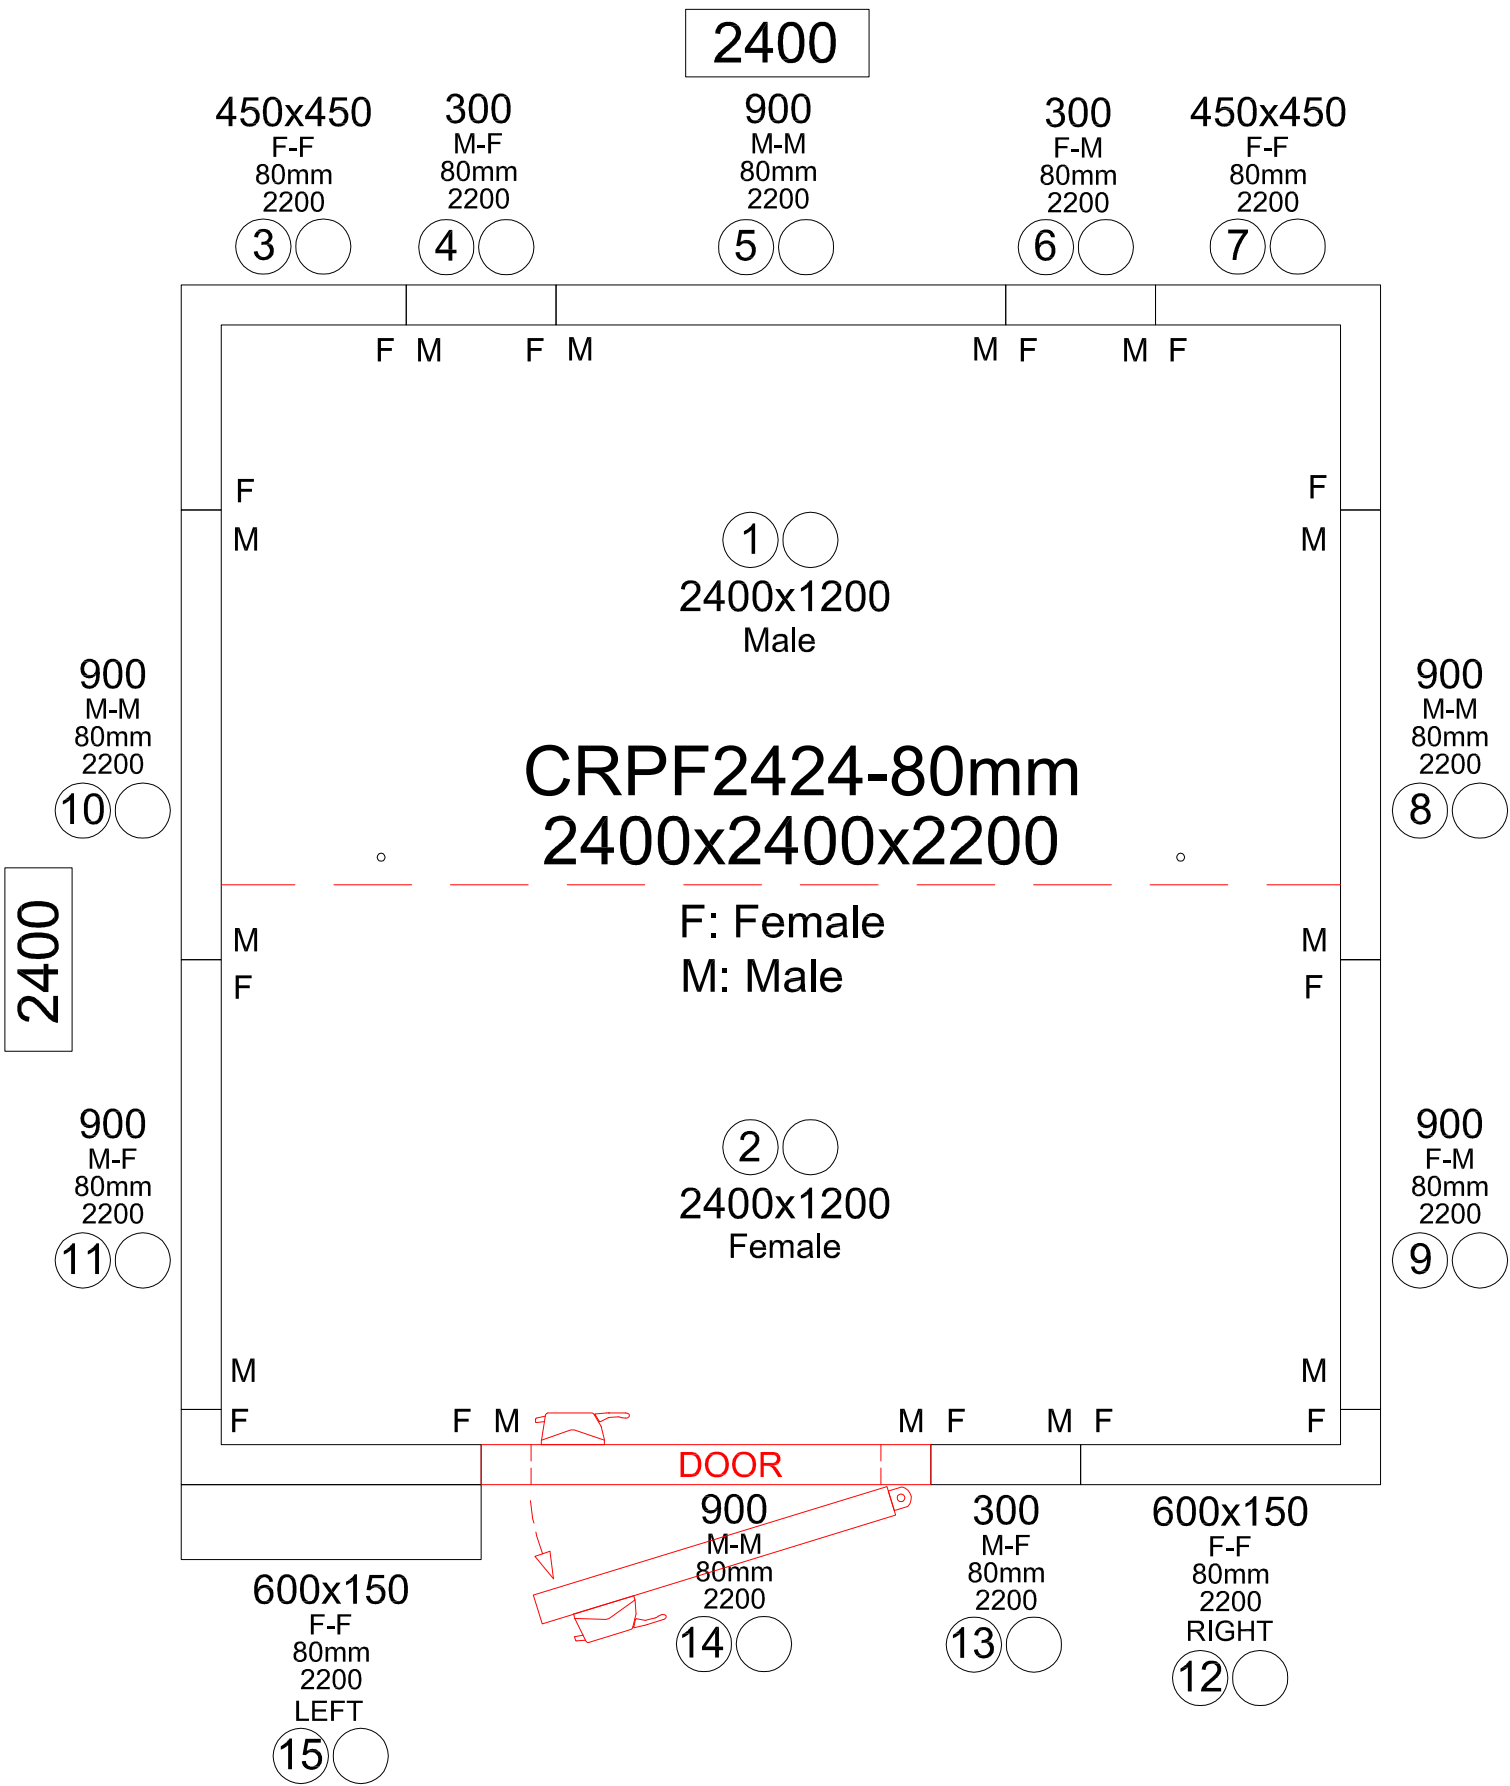 2400
450x450
F-F
80mm
2200
3
300
M-F
80mm
2200
4
900
M-M
80mm
2200
5
300
F-M
80mm
2200
6
450x450
F-F
80mm
2200
7
F M F M M F M F
F F
M M
1
2400x1200
Male
900
M-M
80mm
2200
10
900
M-M
80mm
2200
8
CRPF2424-80mm
2400x2400x2200
2400
F: Female
M: Male
M M
F F
900
M-F
80mm
2200
11
2
2400x1200
Female
900
F-M
80mm
2200
9
M M
F F M M F M F F
DOOR
900
M-M
80mm
2200
14
300
M-F
80mm
2200
13
600x150
F-F
80mm
2200
RIGHT
12
600x150
F-F
80mm
2200
LEFT
15